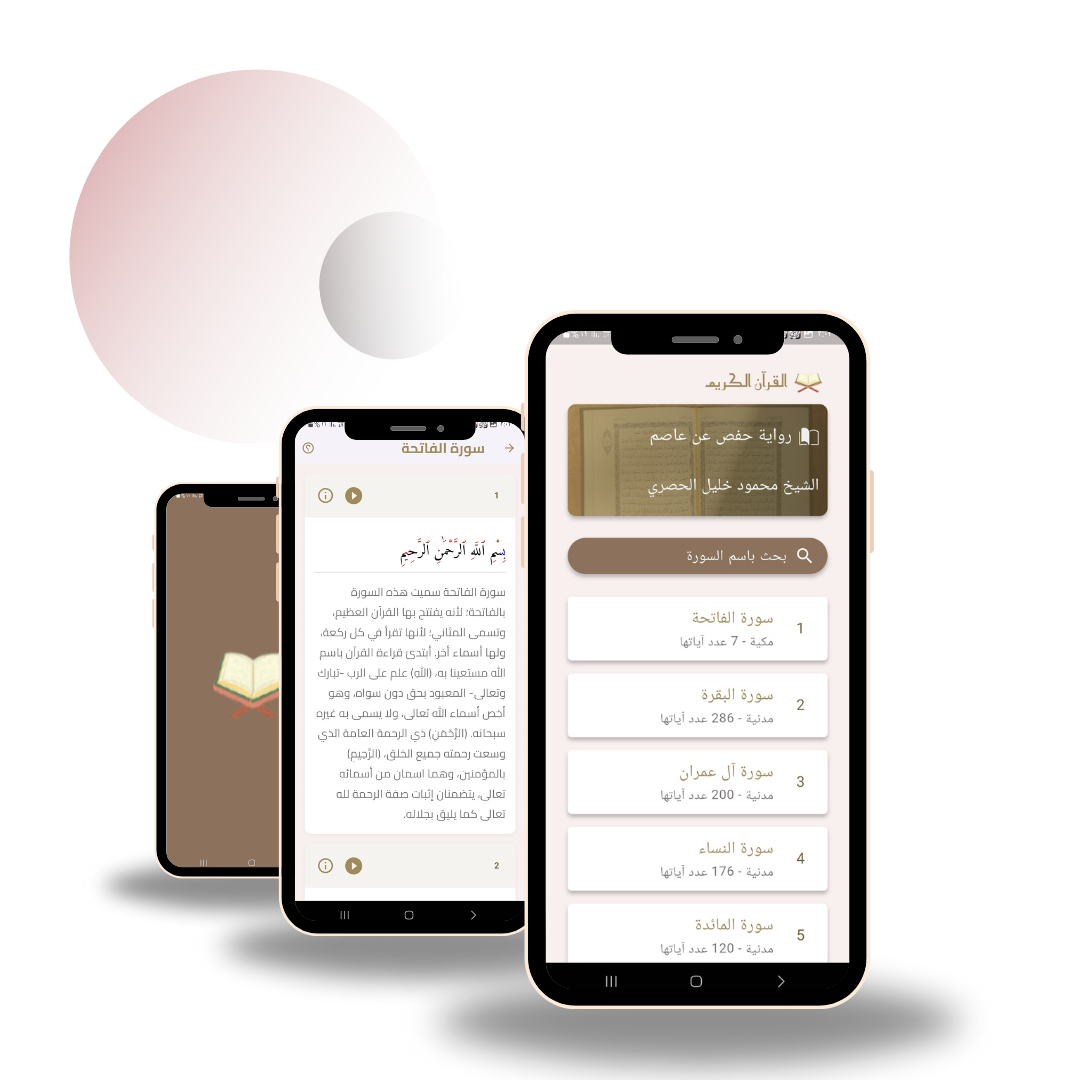 القرآن الكريم
رواية حفص عن عاصم
الشيخ محمود خليل الحصري
بحث باسم السورة
1
سورة الفاتحة
مكية - 7 عدد آياتها
2
سورة البقرة
مدنية - 286 عدد آياتها
3
سورة آل عمران
مدنية - 200 عدد آياتها
4
سورة النساء
مدنية - 176 عدد آياتها
5
سورة المائدة
مدنية - 120 عدد آياتها
سورة الفاتحة
1
بِسْمِ ٱللَّهِ ٱلرَّحْمَٰنِ ٱلرَّحِيمِ
سورة الفاتحة سميت هذه السورة
بالفاتحة؛ لأنه يفتتح بها القرآن العظيم،
وتسمى المثاني؛ لأنها تقرأ في كل ركعة،
ولها أسماء أخر. أبتدئ قراءة القرآن باسم
الله مستعينا به، (اللهِ) علم على الرب -تبارك
وتعالى- المعبود بحق دون سواه، وهو
أخص أسماء الله تعالى، ولا يسمى به غيره
سبحانه. (الرَّحْمَنِ) ذي الرحمة العامة الذي
وسعت رحمته جميع الخلق، (الرَّحِيمِ)
بالمؤمنين، وهما اسمان من أسمائه
تعالى، يتضمنان إثبات صفة الرحمة لله
تعالى كما يليق بجلاله.
2